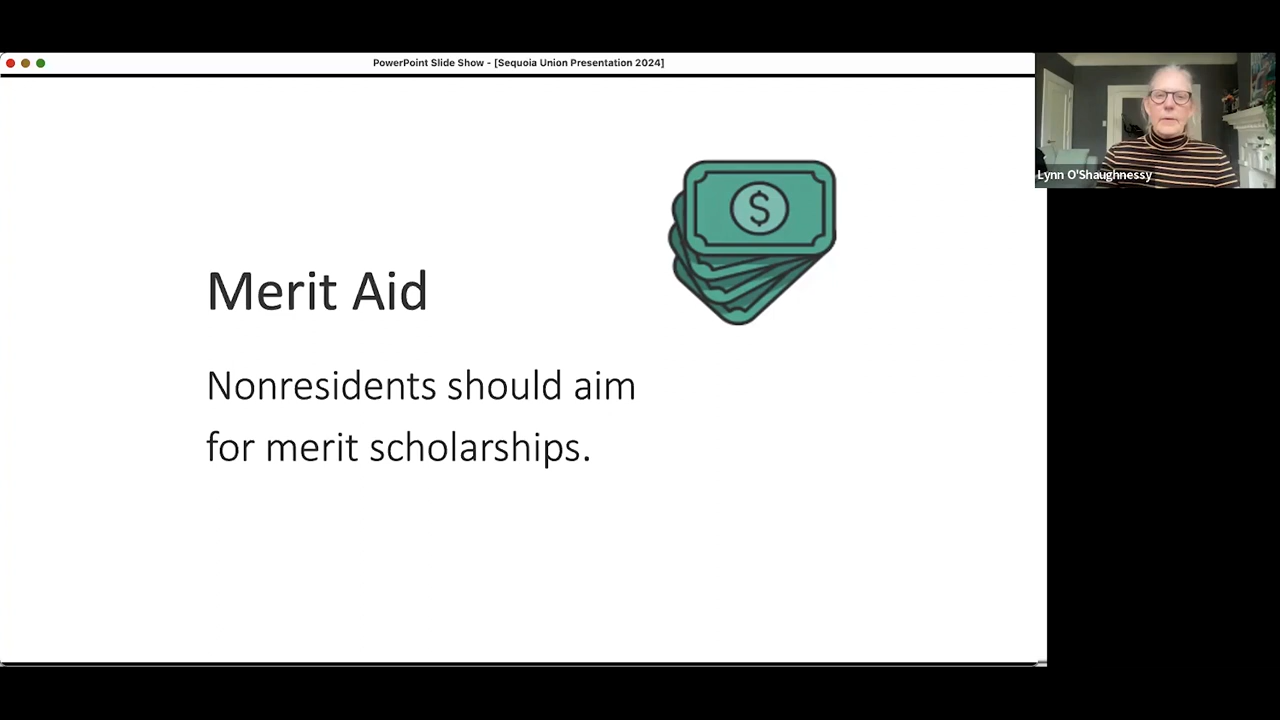 PowerPoint Slide Show - [Sequoia Union Presentation 2024]
Lynn O'Shaughnessy
$
Merit Aid
Nonresidents should aim
for merit scholarships.